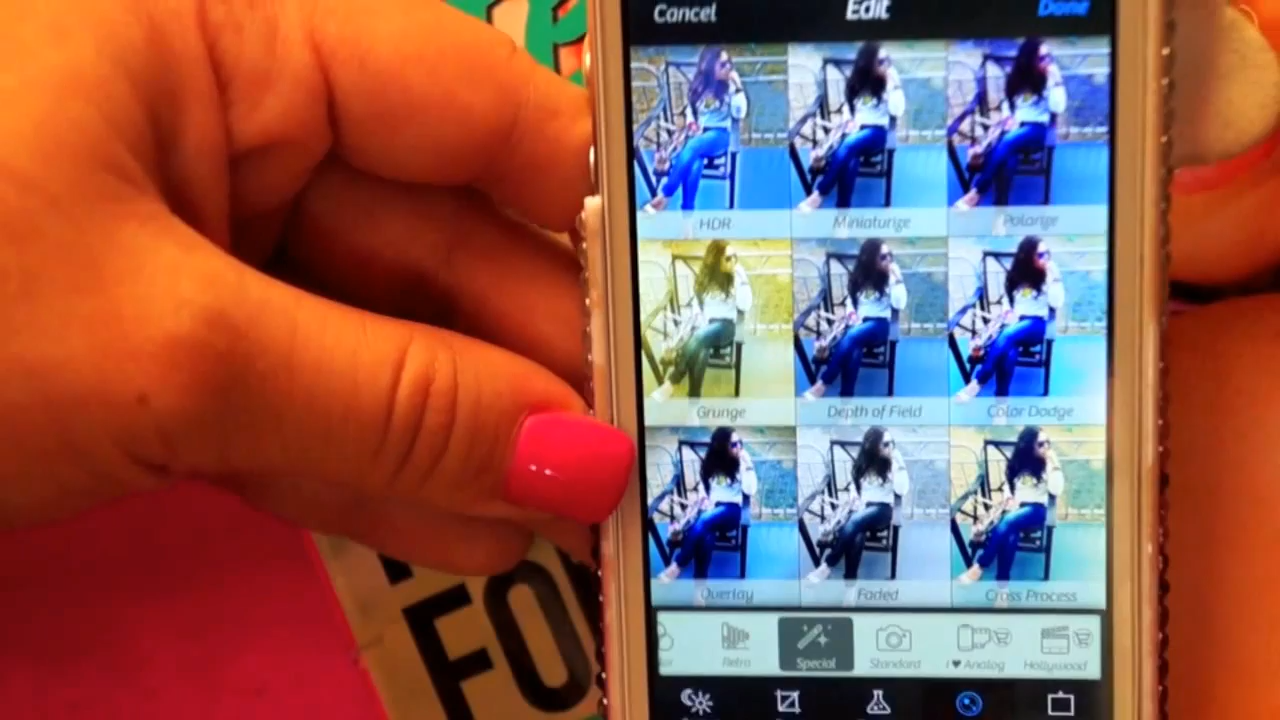 Cancel Edit Done
HDR Miniaturize Polarize
Grunge Depth of Field Color Dodge
Overlay Faded Cross Process
Retro Special Standard I ♥ Analog Hollywood
FO